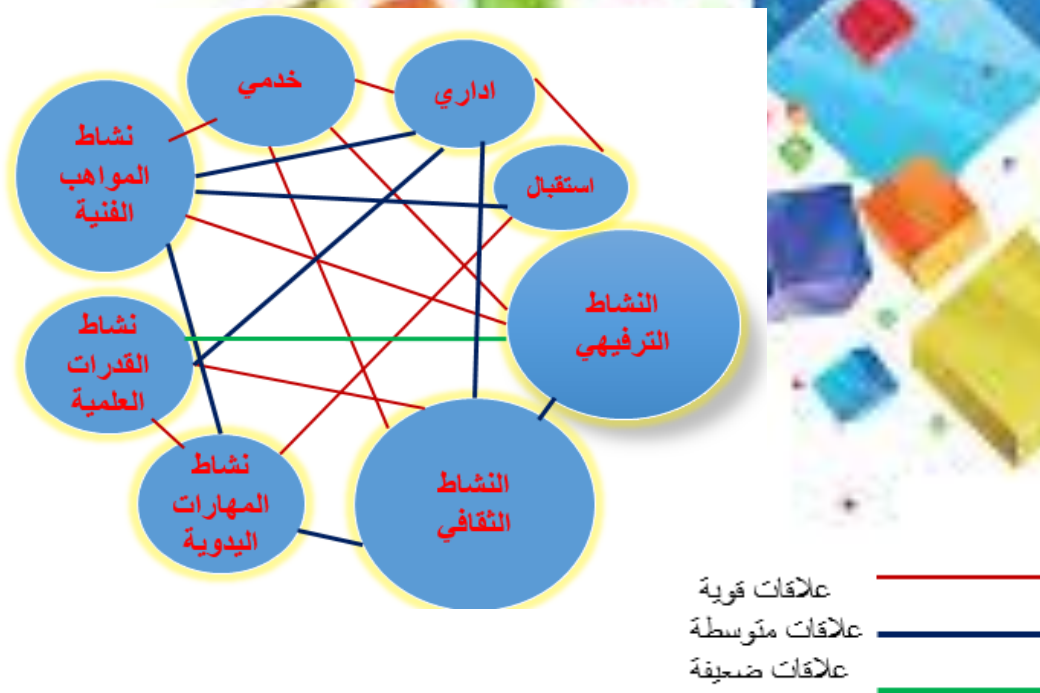 خدمي
اداري
نشاط
المواهب
الفنية
استقبال
النشاط
الترفيهي
نشاط
القدرات
العلمية
نشاط
المهارات
اليدوية
النشاط
الثقافي
علاقات قوية
علاقات متوسطة
علاقات ضعيفة